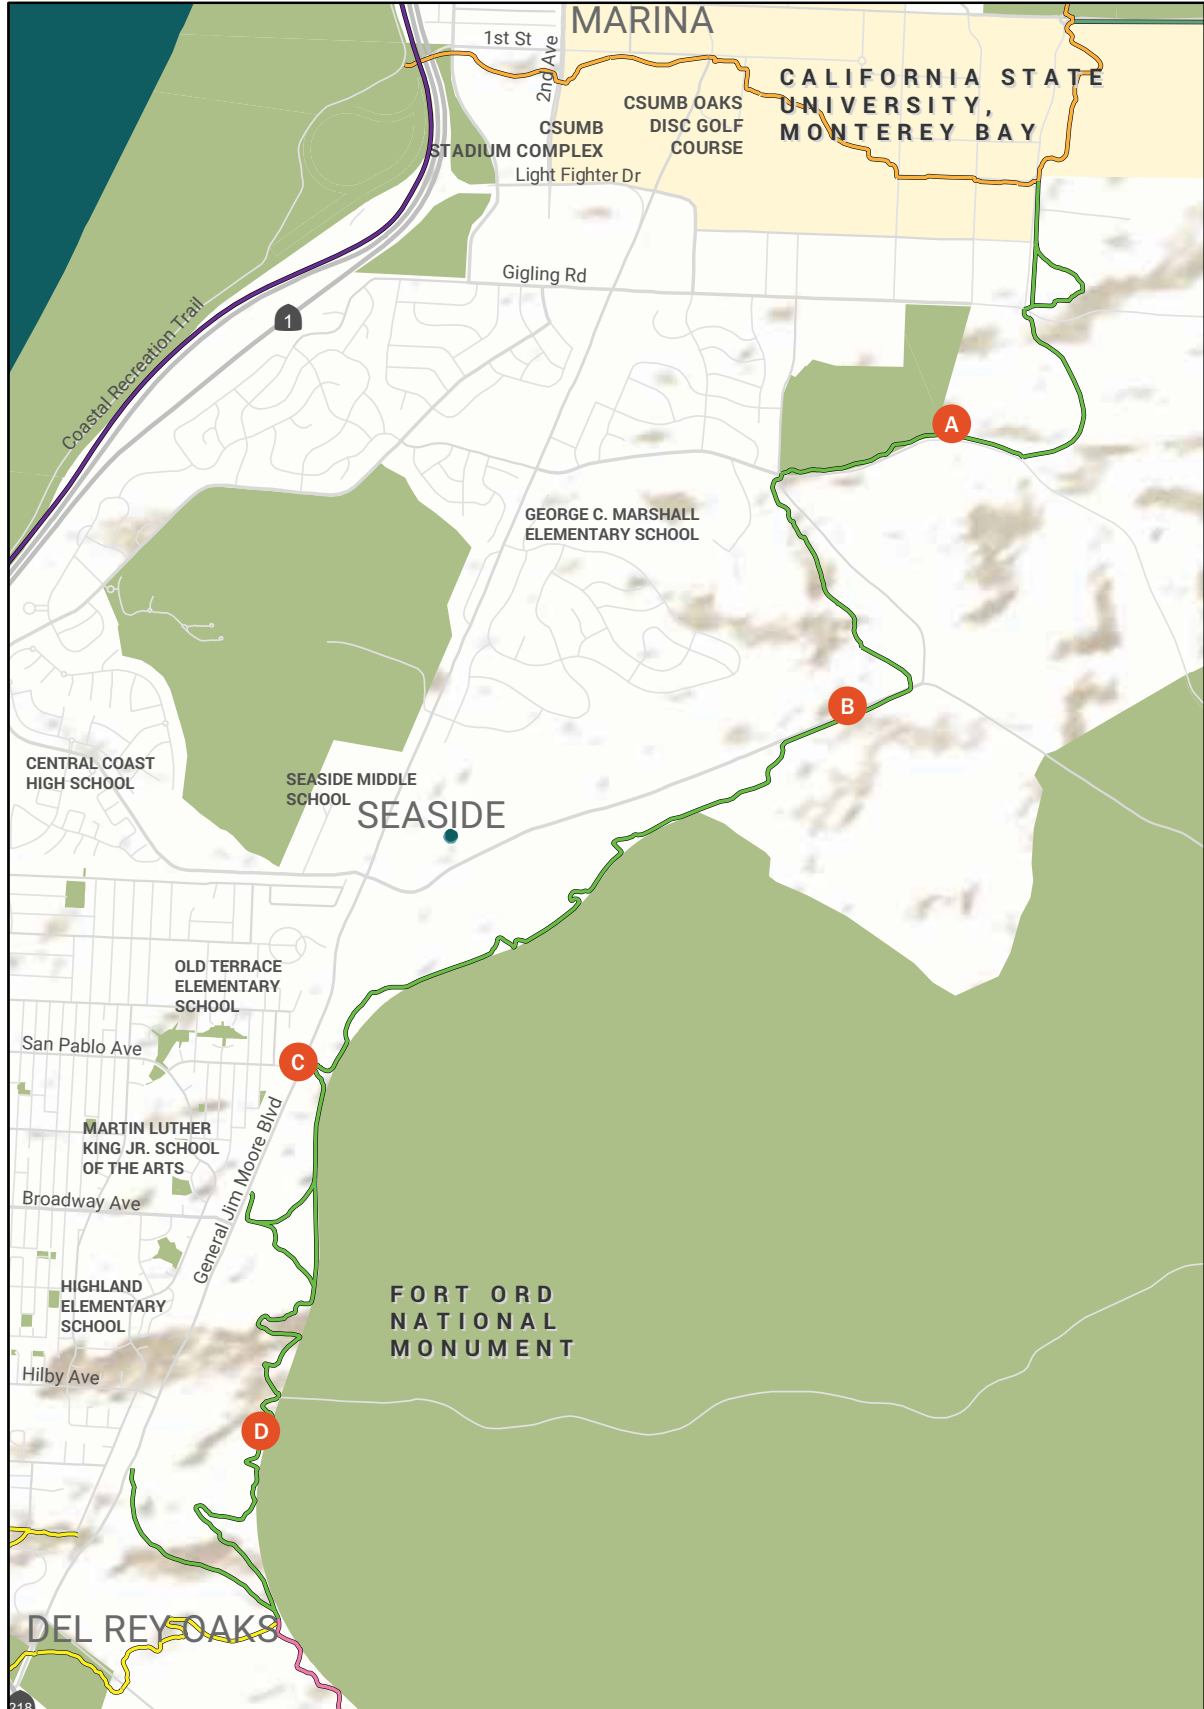 MARINA
1st St
2nd Ave
CALIFORNIA STATE
UNIVERSITY,
MONTEREY BAY
CSUMB OAKS
DISC GOLF
COURSE
CSUMB
STADIUM COMPLEX
Light Fighter Dr
Gigling Rd
Coastal Recreation Trail
1
A
GEORGE C. MARSHALL
ELEMENTARY SCHOOL
B
CENTRAL COAST
HIGH SCHOOL
SEASIDE MIDDLE
SCHOOL
SEASIDE
OLD TERRACE
ELEMENTARY
SCHOOL
San Pablo Ave
C
General Jim Moore Blvd
MARTIN LUTHER
KING JR. SCHOOL
OF THE ARTS
Broadway Ave
HIGHLAND
ELEMENTARY
SCHOOL
FORT ORD
NATIONAL
MONUMENT
Hilby Ave
D
DEL REY OAKS
218